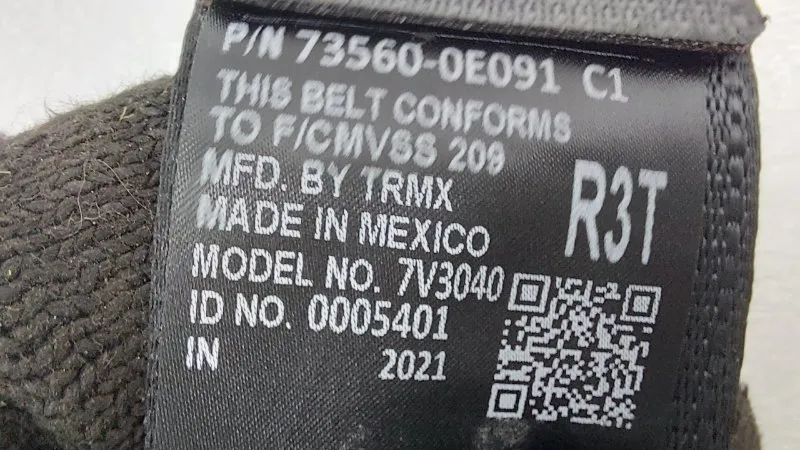 P/N 73560-0E091 C1
THIS BELT CONFORMS
TO F/CMVSS 209
MFD. BY TRMX
MADE IN MEXICO
R3T
MODEL NO. 7V3040
ID NO. 0005401
IN 2021